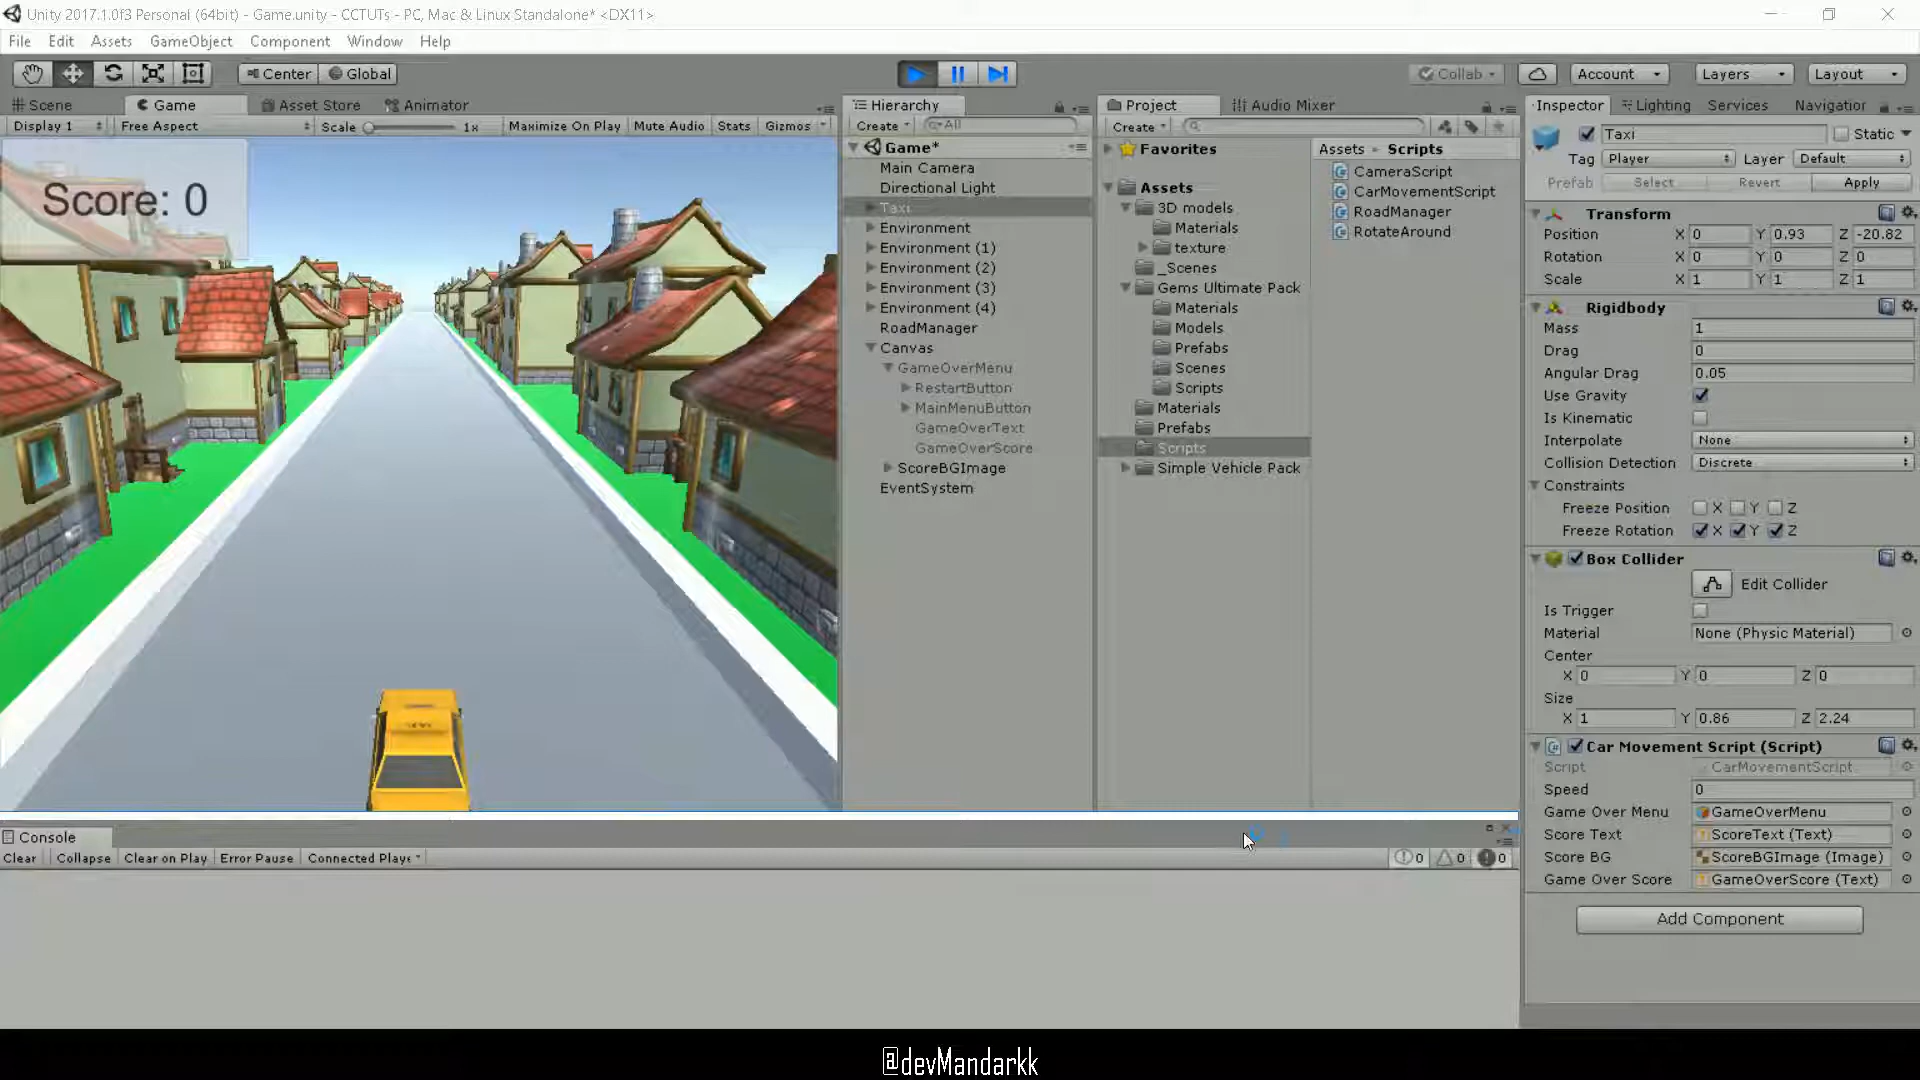 Unity 2017.1.0f3 Personal (64bit) - Game.unity - CCTUTs - PC, Mac & Linux Standalone* <DX11>
File Edit Assets GameObject Component Window Help
Center Global Collab Account Layers Layout
Scene Game Asset Store Animator
Display 1 Free Aspect Scale 1x Maximize On Play Mute Audio Stats Gizmos
Score: 0
Hierarchy
Create All
Game*
Main Camera
Directional Light
Taxi
Environment
Environment (1)
Environment (2)
Environment (3)
Environment (4)
RoadManager
Canvas
GameOverMenu
RestartButton
MainMenuButton
GameOverText
GameOverScore
ScoreBGImage
EventSystem
Project Audio Mixer
Create
Favorites
Assets
3D models
Materials
texture
_Scenes
Gems Ultimate Pack
Materials
Models
Prefabs
Scenes
Scripts
Materials
Prefabs
Scripts
Simple Vehicle Pack
Assets Scripts
CameraScript
CarMovementScript
RoadManager
RotateAround
Inspector Lighting Services Navigation
Taxi Static
Tag Player Layer Default
Prefab Select Revert Apply
Transform
Position X 0 Y 0.93 Z -20.82
Rotation X 0 Y 0 Z 0
Scale X 1 Y 1 Z 1
Rigidbody
Mass 1
Drag 0
Angular Drag 0.05
Use Gravity
Is Kinematic
Interpolate None
Collision Detection Discrete
Constraints
Freeze Position X Y Z
Freeze Rotation X Y Z
Box Collider
Edit Collider
Is Trigger
Material None (Physic Material)
Center
X 0 Y 0 Z 0
Size
X 1 Y 0.86 Z 2.24
Car Movement Script (Script)
Script CarMovementScript
Speed 0
Game Over Menu GameOverMenu
Score Text ScoreText (Text)
Score BG ScoreBGImage (Image)
Game Over Score GameOverScore (Text)
Add Component
Console
Clear Collapse Clear on Play Error Pause Connected Playe 0 0 0
@devMandarkk